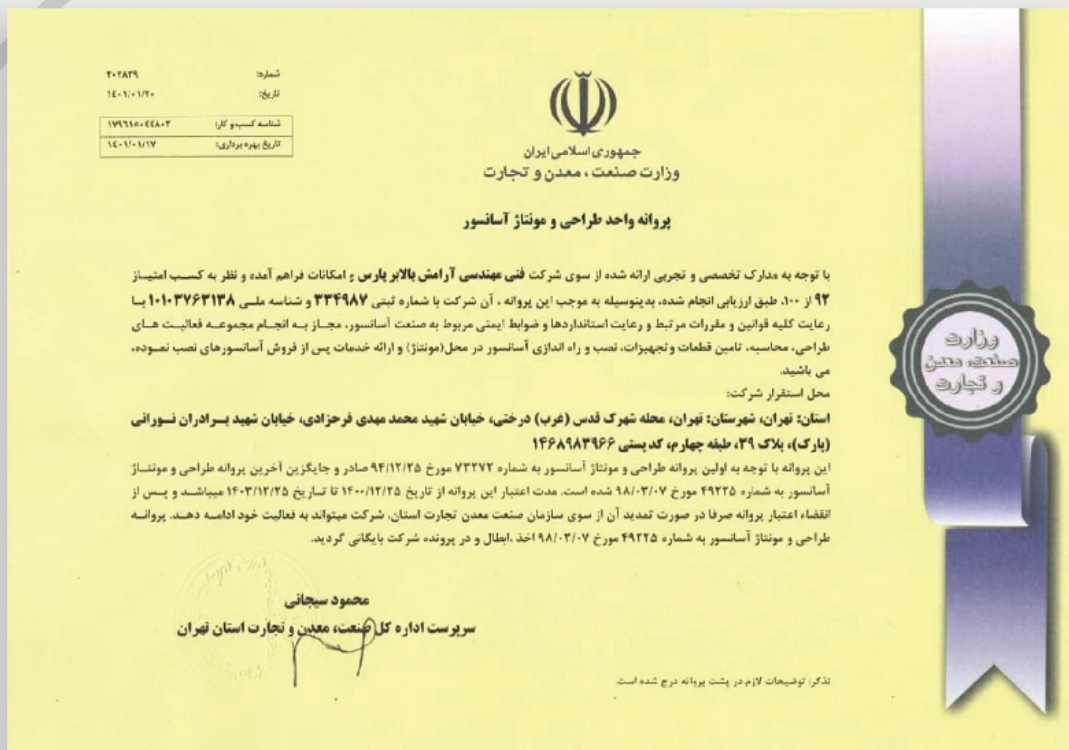 شماره: ۲۰۲۸۳۹
تاریخ: ۱۴۰۱/۰۱/۲۰
شناسه کسب و کار: ۱۷۹۶۱۵۰۴۴۸۰۳
تاریخ بهره برداری: ۱۴۰۱/۰۱/۱۷
جمهوری اسلامی ایران
وزارت صنعت، معدن و تجارت
پروانه واحد طراحی و مونتاژ آسانسور
با توجه به مدارک تخصصی و تجربی ارائه شده از سوی شرکت فنی مهندسی آرامش بالابر پارس و امکانات فراهم آمده و نظر به کسب امتیاز
۹۲ از ۱۰۰، طبق ارزیابی انجام شده، بدینوسیله به موجب این پروانه ، آن شرکت با شماره ثبتی ۳۳۴۹۸۷ و شناسه ملی ۱۰۱۰۳۷۶۳۱۳۸ با
رعایت کلیه قوانین و مقررات مرتبط و رعایت استانداردها و ضوابط ایمنی مربوط به صنعت آسانسور، مجاز به انجام مجموعه فعالیت های
طراحی، محاسبه، تامین قطعات وتجهیزات، نصب و راه اندازی آسانسور در محل(مونتاژ) و ارائه خدمات پس از فروش آسانسورهای نصب نموده،
می باشید.
محل استقرار شرکت:
استان: تهران، شهرستان: تهران، محله شهرک قدس (غرب) درختی، خیابان شهید محمد مهدی فرحزادی، خیابان شهید برادران نورانی
(پارک)، پلاک ۳۹، طبقه چهارم، کد پستی ۱۴۶۸۹۸۳۹۶۶
این پروانه با توجه به اولین پروانه طراحی و مونتاژ آسانسور به شماره ۷۳۲۷۲ مورخ ۹۴/۱۲/۲۵ صادر و جایگزین آخرین پروانه طراحی و مونتاژ
آسانسور به شماره ۴۹۲۲۵ مورخ ۹۸/۰۳/۰۷ شده است. مدت اعتبار این پروانه از تاریخ ۱۴۰۰/۱۲/۲۵ تا تاریخ ۱۴۰۳/۱۲/۲۵ میباشد و پس از
انقضاء اعتبار پروانه صرفا در صورت تمدید آن از سوی سازمان صنعت معدن تجارت استان، شرکت میتواند به فعالیت خود ادامه دهد. پروانه
طراحی و مونتاژ آسانسور به شماره ۴۹۲۲۵ مورخ ۹۸/۰۳/۰۷ اخذ ،ابطال و در پرونده شرکت بایگانی گردید.
محمود سیجانی
سرپرست اداره کل صنعت، معدن و تجارت استان تهران
تذکر: توضیحات لازم در پشت پروانه درج شده است.
وزارت
صنعت، معدن
و تجارت